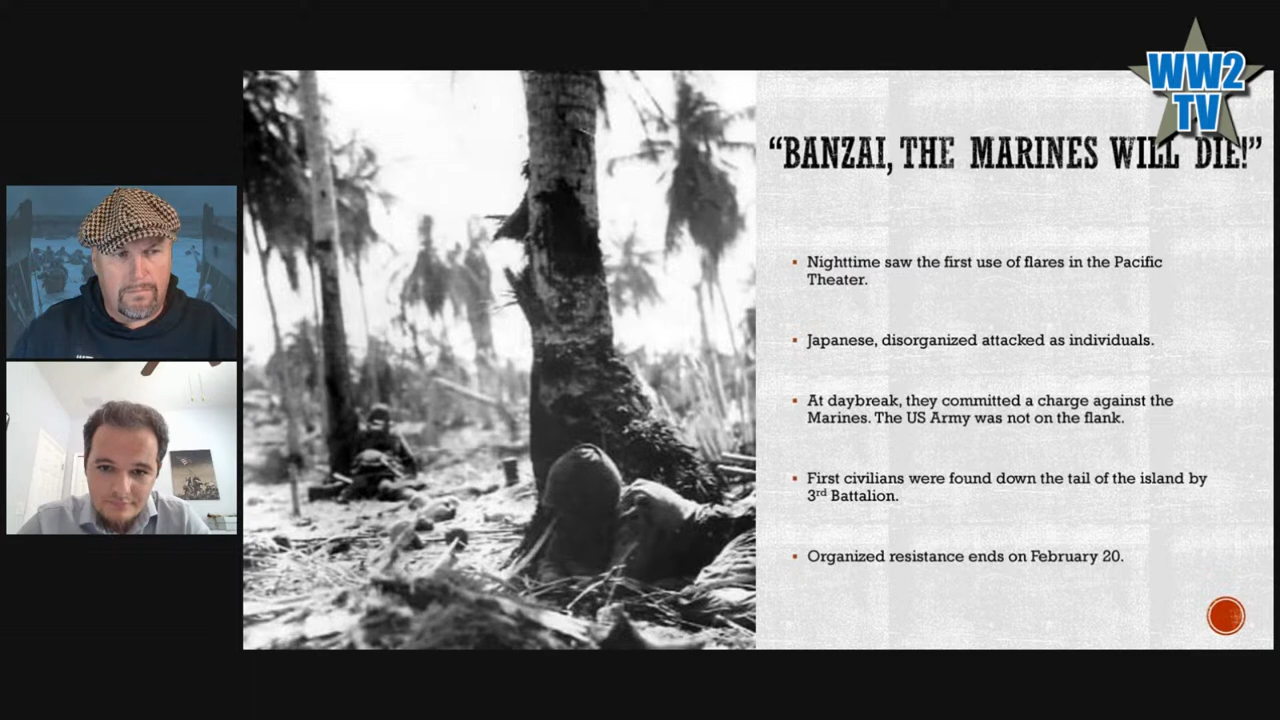 WW2
TV
“BANZAI, THE MARINES WILL DIE!”
Nighttime saw the first use of flares in the Pacific
Theater.
Japanese, disorganized attacked as individuals.
At daybreak, they committed a charge against the
Marines. The US Army was not on the flank.
First civilians were found down the tail of the island by
3rd Battalion.
Organized resistance ends on February 20.